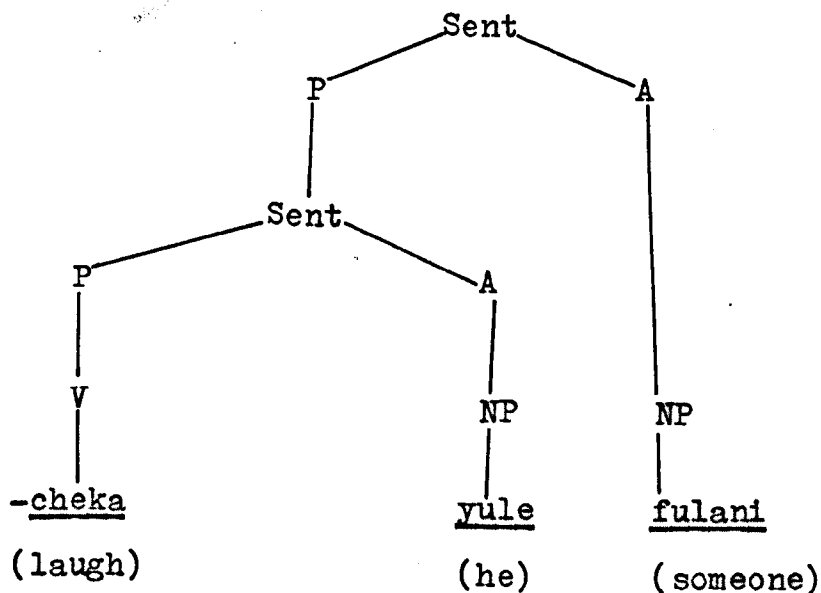 Sent
P A
Sent
P A
V NP NP
-cheka yule fulani
(laugh) (he) (someone)